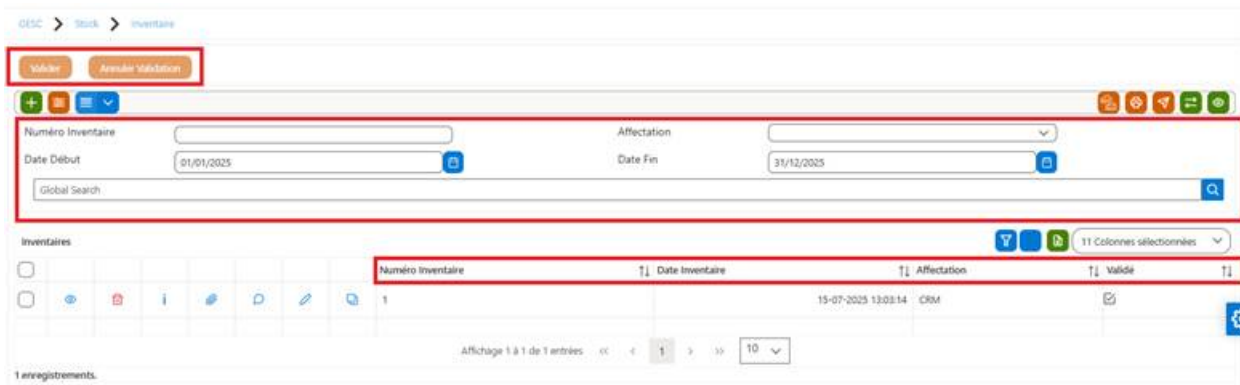 GESC > Stock > Inventaire
Valider Annuler Validation
Numéro Inventaire Affectation
Date Début 01/01/2025 Date Fin 31/12/2025
Global Search
Inventaires 11 Colonnes sélectionnées
Numéro Inventaire Date Inventaire Affectation Validé
1 15-07-2025 13:03:14 CRM
Affichage 1 à 1 de 1 entrées << < 1 > >> 10
1 enregistrements.